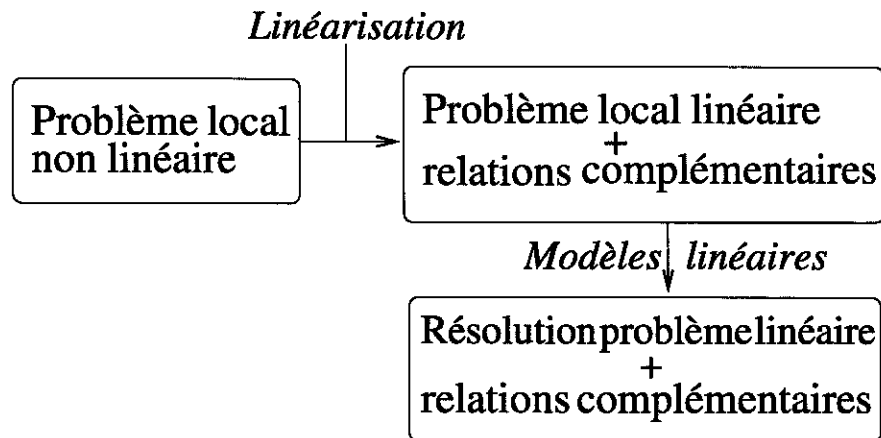 Linéarisation
Problème local
non linéaire
Problème local linéaire
+
relations complémentaires
Modèles linéaires
Résolution problème linéaire
+
relations complémentaires